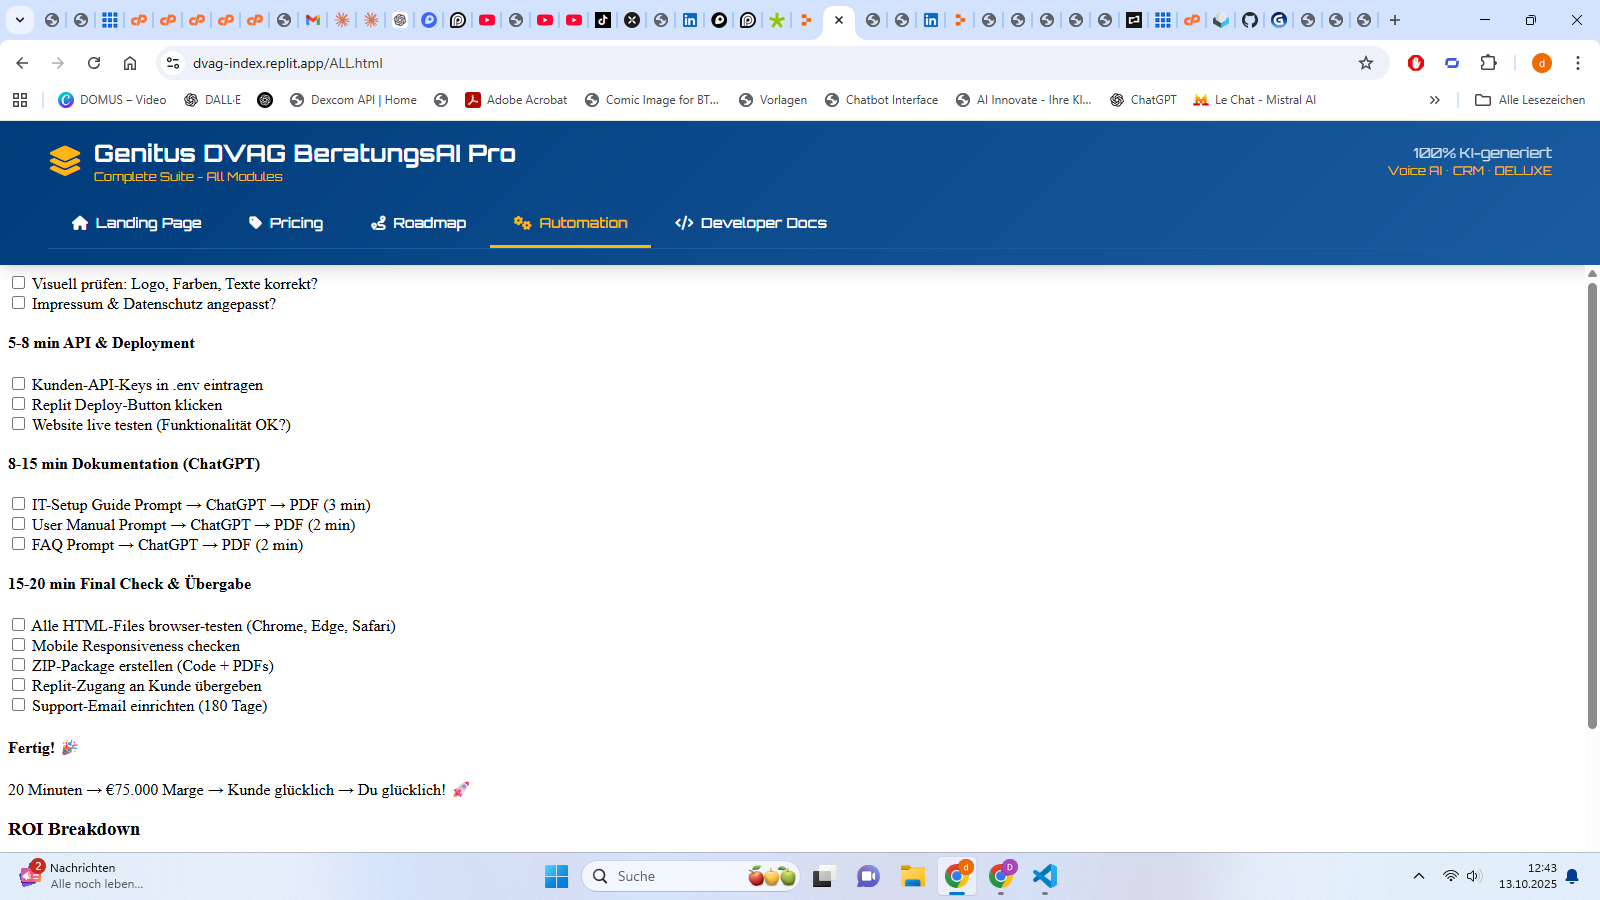 dvag-index.replit.app/ALL.html
DOMUS – Video
DALL·E
Dexcom API | Home
Adobe Acrobat
Comic Image for BT...
Vorlagen
Chatbot Interface
AI Innovate - Ihre KI...
ChatGPT
Le Chat - Mistral AI
Alle Lesezeichen
Genitus DVAG BeratungsAI Pro
Complete Suite - All Modules
100% KI-generiert
Voice AI · CRM · DELUXE
Landing Page
Pricing
Roadmap
Automation
Developer Docs
Visuell prüfen: Logo, Farben, Texte korrekt?
Impressum & Datenschutz angepasst?
5-8 min API & Deployment
Kunden-API-Keys in .env eintragen
Replit Deploy-Button klicken
Website live testen (Funktionalität OK?)
8-15 min Dokumentation (ChatGPT)
IT-Setup Guide Prompt → ChatGPT → PDF (3 min)
User Manual Prompt → ChatGPT → PDF (2 min)
FAQ Prompt → ChatGPT → PDF (2 min)
15-20 min Final Check & Übergabe
Alle HTML-Files browser-testen (Chrome, Edge, Safari)
Mobile Responsiveness checken
ZIP-Package erstellen (Code + PDFs)
Replit-Zugang an Kunde übergeben
Support-Email einrichten (180 Tage)
Fertig! 🎉
20 Minuten → €75.000 Marge → Kunde glücklich → Du glücklich! 🚀
ROI Breakdown
2
Nachrichten
Alle noch leben...
Suche
d
D
12:43
13.10.2025